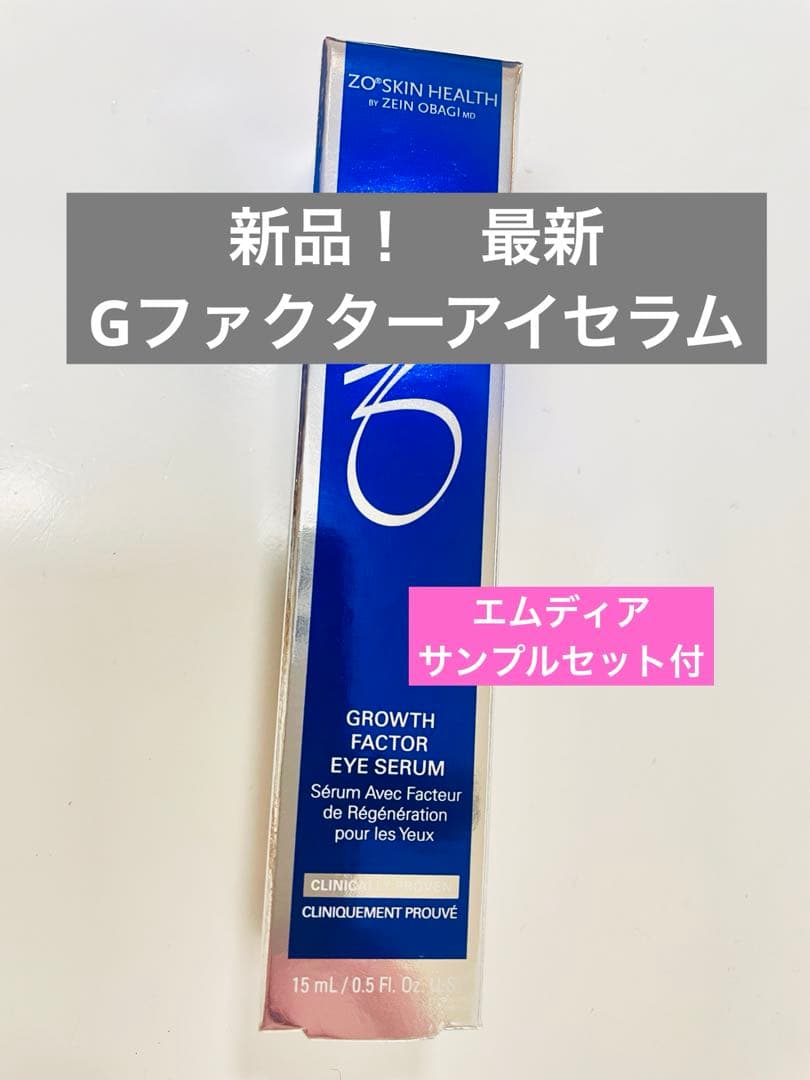 ZO®SKIN HEALTH
BY ZEIN OBAGI MD
新品！　最新
Gファクターアイセラム
エムディア
サンプルセット付
GROWTH
FACTOR
EYE SERUM
Sérum Avec Facteur
de Régénération
pour les Yeux
CLINICALLY PROVEN
CLINIQUEMENT PROUVÉ
15 mL / 0.5 Fl. Oz. U.S.